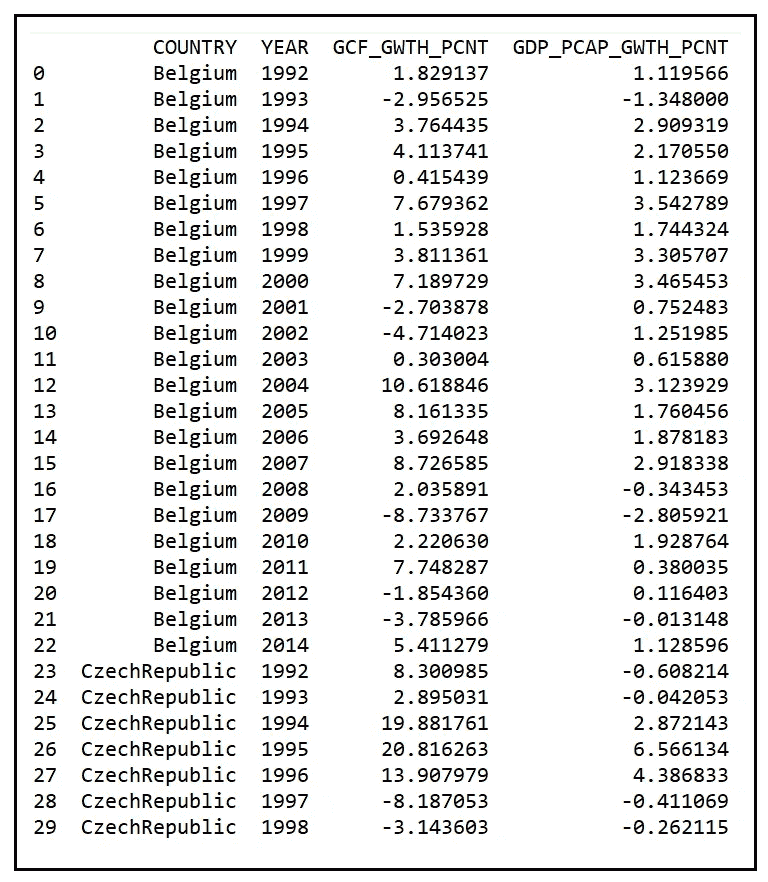 COUNTRY YEAR GCF_GWTH_PCNT GDP_PCAP_GWTH_PCNT
0 Belgium 1992 1.829137 1.119566
1 Belgium 1993 -2.956525 -1.348000
2 Belgium 1994 3.764435 2.909319
3 Belgium 1995 4.113741 2.170550
4 Belgium 1996 0.415439 1.123669
5 Belgium 1997 7.679362 3.542789
6 Belgium 1998 1.535928 1.744324
7 Belgium 1999 3.811361 3.305707
8 Belgium 2000 7.189729 3.465453
9 Belgium 2001 -2.703878 0.752483
10 Belgium 2002 -4.714023 1.251985
11 Belgium 2003 0.303004 0.615880
12 Belgium 2004 10.618846 3.123929
13 Belgium 2005 8.161335 1.760456
14 Belgium 2006 3.692648 1.878183
15 Belgium 2007 8.726585 2.918338
16 Belgium 2008 2.035891 -0.343453
17 Belgium 2009 -8.733767 -2.805921
18 Belgium 2010 2.220630 1.928764
19 Belgium 2011 7.748287 0.380035
20 Belgium 2012 -1.854360 0.116403
21 Belgium 2013 -3.785966 -0.013148
22 Belgium 2014 5.411279 1.128596
23 CzechRepublic 1992 8.300985 -0.608214
24 CzechRepublic 1993 2.895031 -0.042053
25 CzechRepublic 1994 19.881761 2.872143
26 CzechRepublic 1995 20.816263 6.566134
27 CzechRepublic 1996 13.907979 4.386833
28 CzechRepublic 1997 -8.187053 -0.411069
29 CzechRepublic 1998 -3.143603 -0.262115